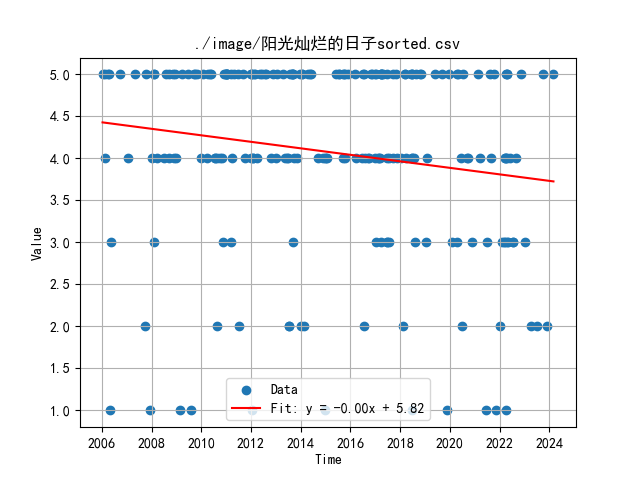 ./image/阳光灿烂的日子sorted.csv
Value
5.0
4.5
4.0
3.5
3.0
2.5
2.0
1.5
1.0
Data
Fit: y = -0.00x + 5.82
2006 2008 2010 2012 2014 2016 2018 2020 2022 2024
Time